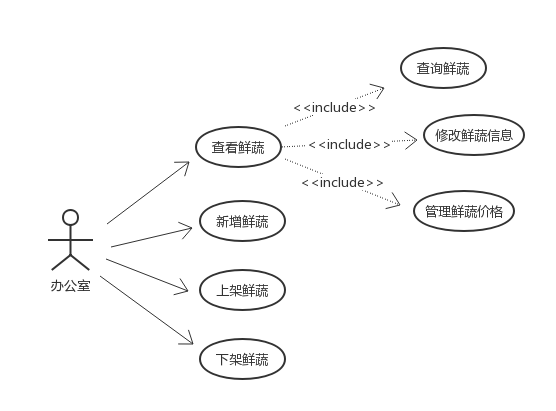 查询鲜蔬
<<include>>
修改鲜蔬信息
查看鲜蔬
<<include>>
<<include>>
管理鲜蔬价格
新增鲜蔬
办公室
上架鲜蔬
下架鲜蔬